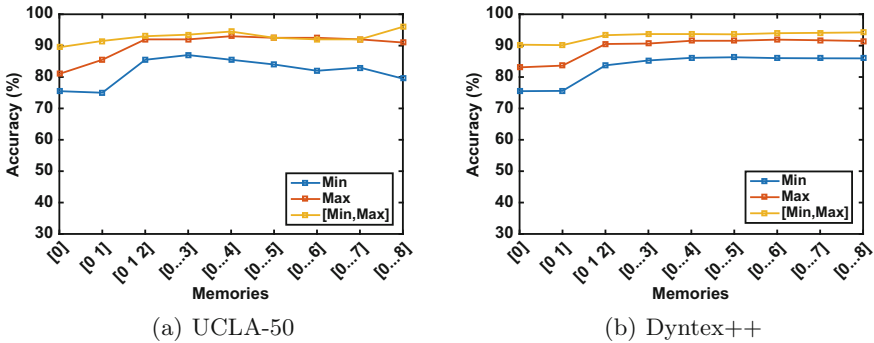 100
90
80
70
60
50
40
30
Accuracy (%)
Min
Max
[Min,Max]
[0]
[0 1]
[0 1 2]
[0...3]
[0...4]
[0...5]
[0...6]
[0...7]
[0...8]
Memories
(a) UCLA-50
100
90
80
70
60
50
40
30
Accuracy (%)
Min
Max
[Min,Max]
[0]
[0 1]
[0 1 2]
[0...3]
[0...4]
[0...5]
[0...6]
[0...7]
[0...8]
Memories
(b) Dyntex++